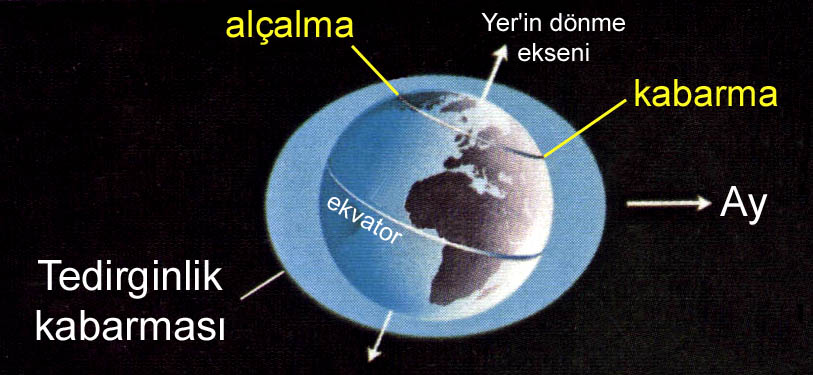 alçalma
Yer'in dönme
ekseni
kabarma
Ay
ekvator
Tedirginlik
kabarması